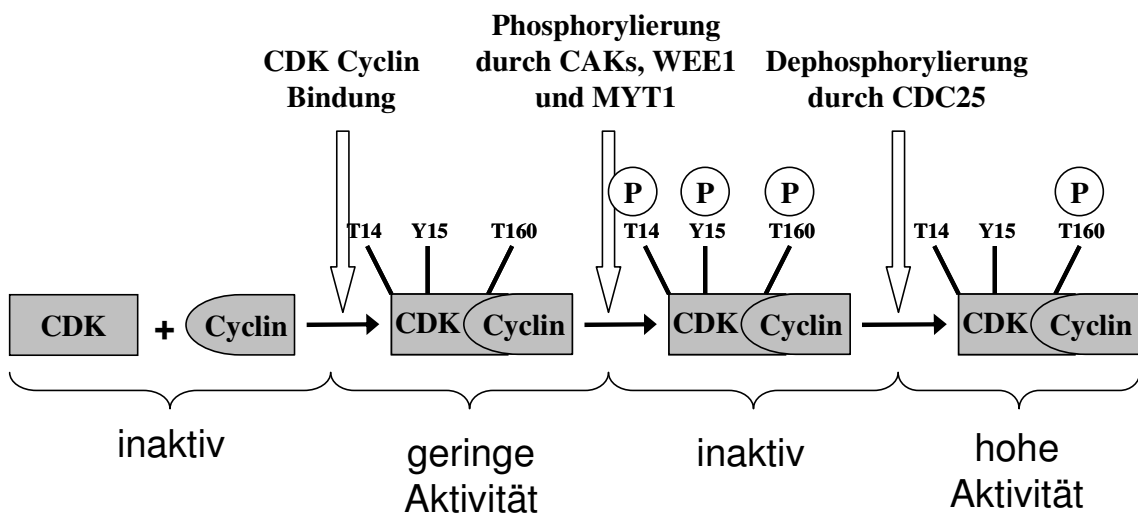 CDK Cyclin
Bindung
Phosphorylierung
durch CAKs, WEE1
und MYT1
Dephosphorylierung
durch CDC25
P P P P
T14 Y15 T160 T14 Y15 T160 T14 Y15 T160
CDK + Cyclin CDK Cyclin CDK Cyclin CDK Cyclin
inaktiv
geringe
Aktivität
inaktiv
hohe
Aktivität